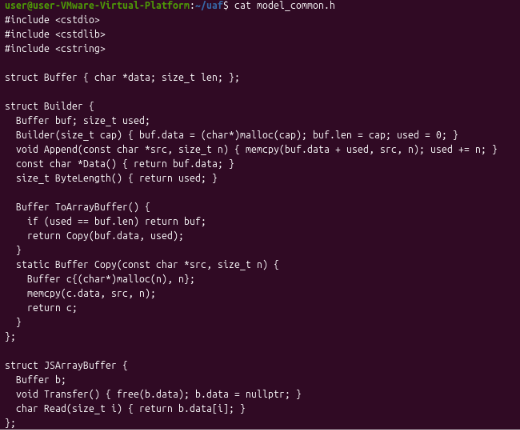 user@user-VMware-Virtual-Platform:~/uaf$ cat model_common.h
#include <cstdio>
#include <cstdlib>
#include <cstring>

struct Buffer { char *data; size_t len; };

struct Builder {
  Buffer buf; size_t used;
  Builder(size_t cap) { buf.data = (char*)malloc(cap); buf.len = cap; used = 0; }
  void Append(const char *src, size_t n) { memcpy(buf.data + used, src, n); used += n; }
  const char *Data() { return buf.data; }
  size_t ByteLength() { return used; }

  Buffer ToArrayBuffer() {
    if (used == buf.len) return buf;
    return Copy(buf.data, used);
  }
  static Buffer Copy(const char *src, size_t n) {
    Buffer c{(char*)malloc(n), n};
    memcpy(c.data, src, n);
    return c;
  }
};

struct JSArrayBuffer {
  Buffer b;
  void Transfer() { free(b.data); b.data = nullptr; }
  char Read(size_t i) { return b.data[i]; }
};